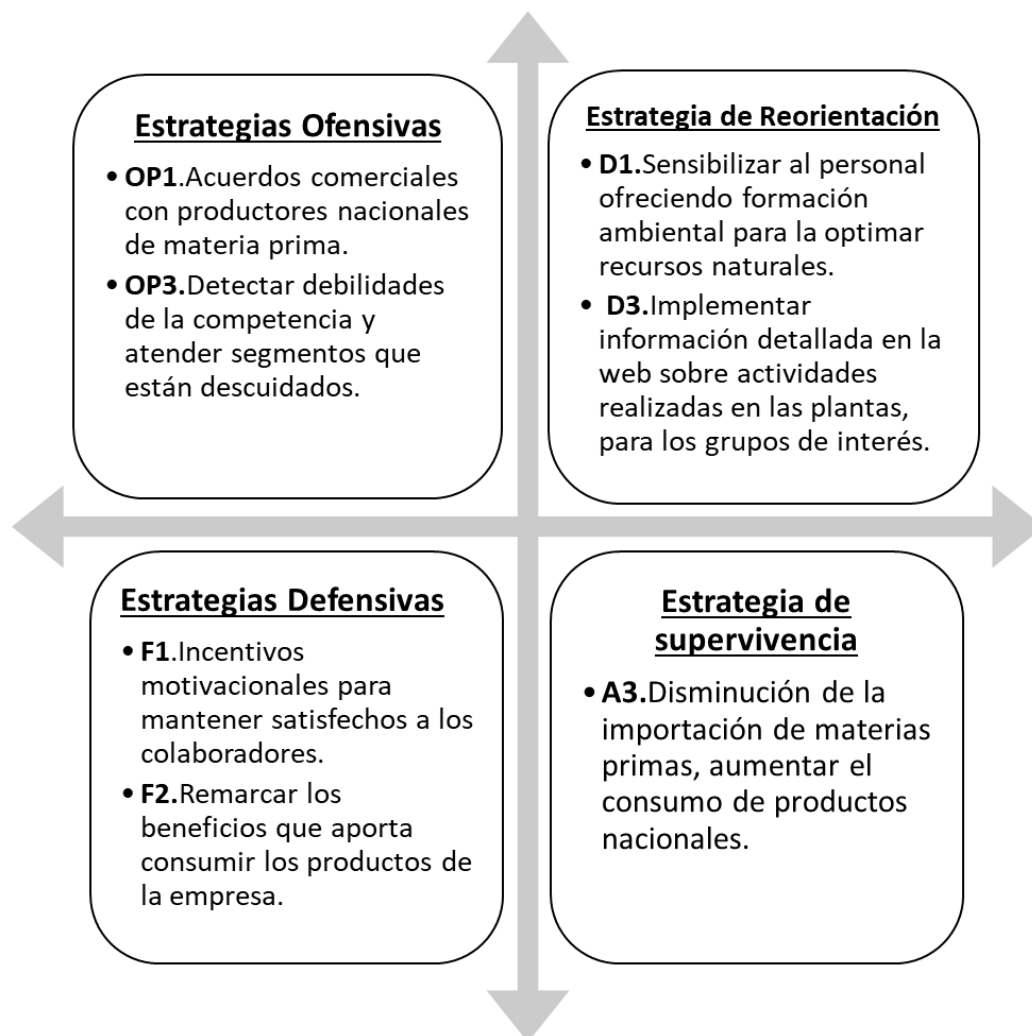 Estrategias Ofensivas
• OP1.Acuerdos comerciales
con productores nacionales
de materia prima.
• OP3.Detectar debilidades
de la competencia y
atender segmentos que
están descuidados.
Estrategia de Reorientación
• D1.Sensibilizar al personal
ofreciendo formación
ambiental para la optimar
recursos naturales.
• D3.Implementar
información detallada en la
web sobre actividades
realizadas en las plantas,
para los grupos de interés.
Estrategias Defensivas
• F1.Incentivos
motivacionales para
mantener satisfechos a los
colaboradores.
• F2.Remarcar los
beneficios que aporta
consumir los productos de
la empresa.
Estrategia de
supervivencia
• A3.Disminución de la
importación de materias
primas, aumentar el
consumo de productos
nacionales.